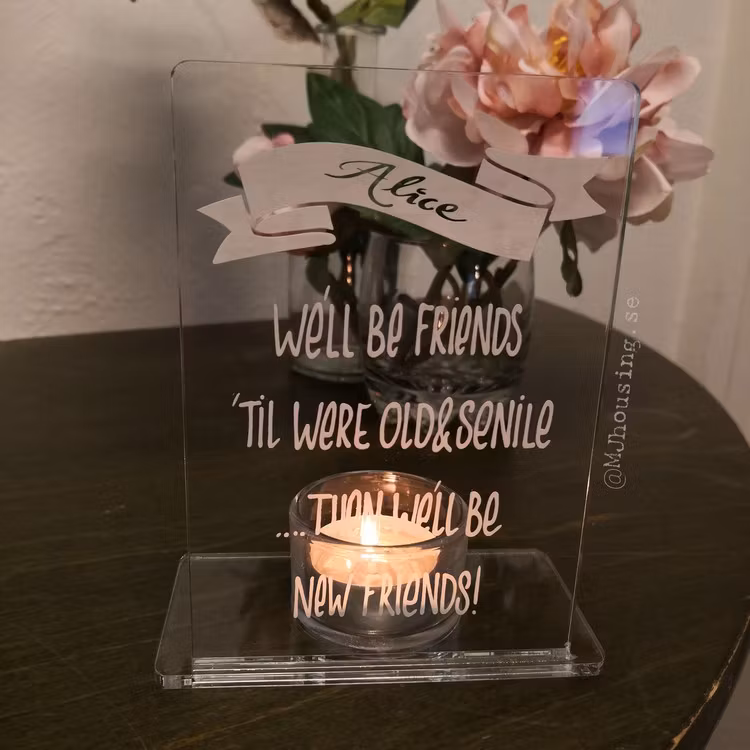 Alice
WE'LL BE FRiENDS
'TiL WERE OLD&SENiLE
....THEN WE'LL BE
NEW FRiENDS!
@MJhousing.se